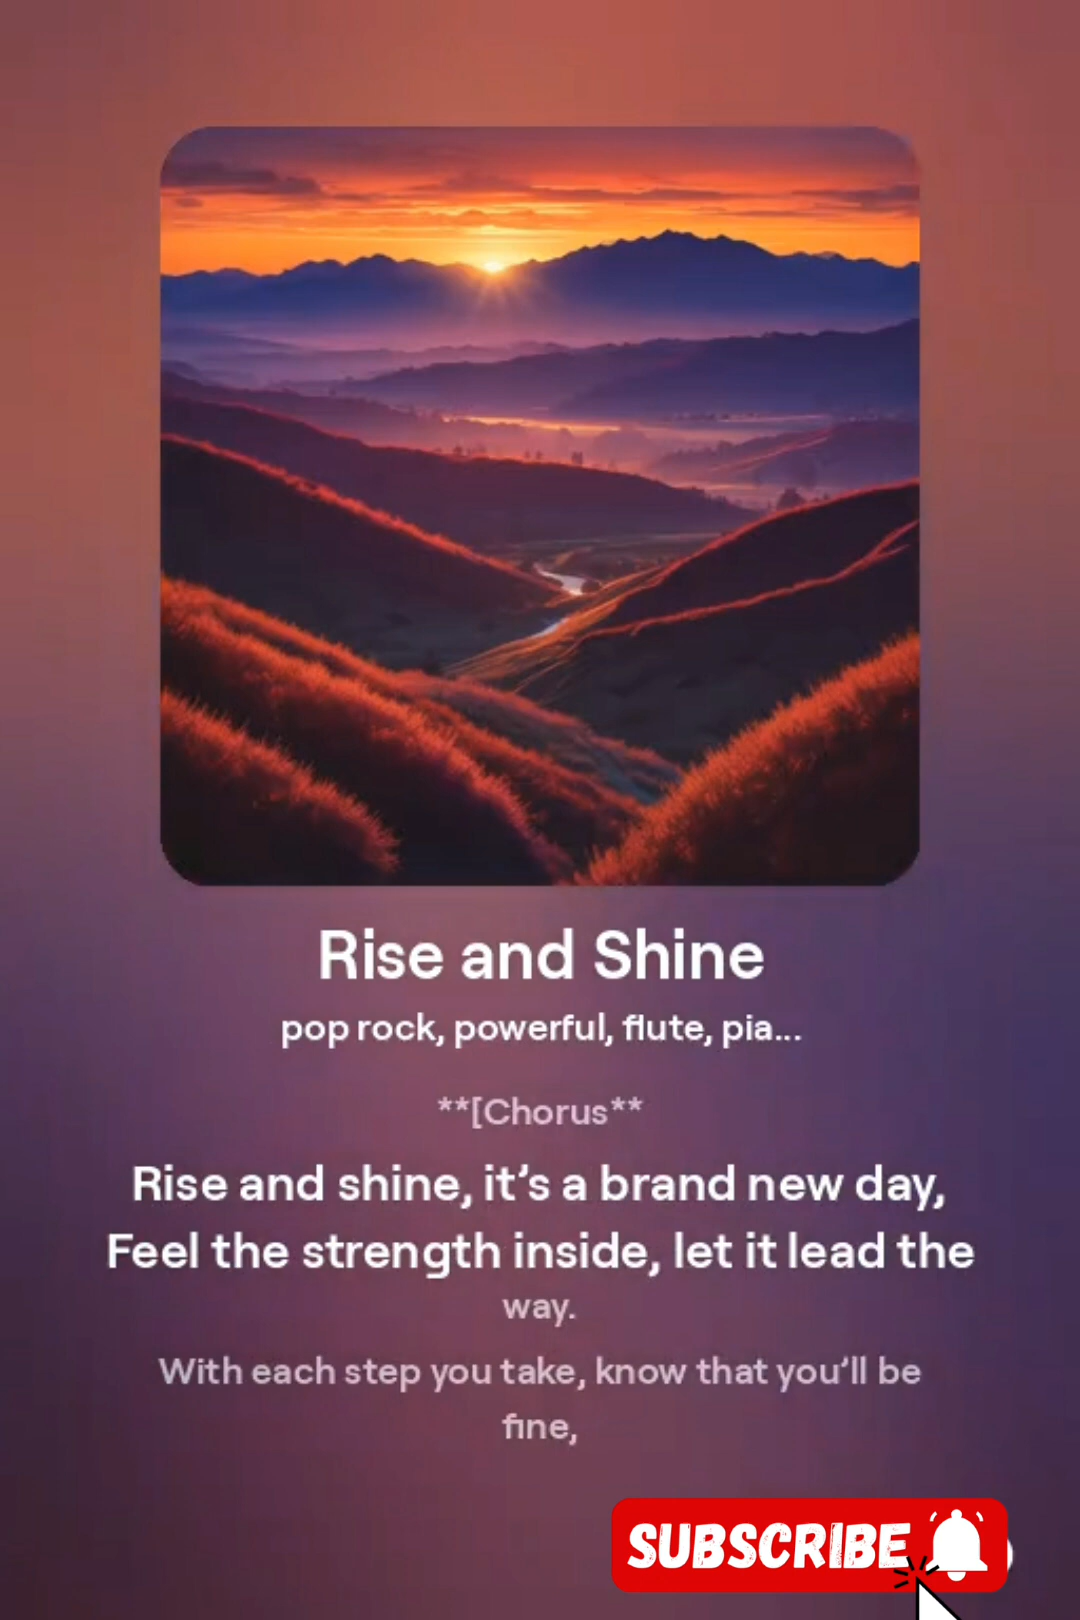 Rise and Shine
pop rock, powerful, flute, pia...
**[Chorus**
Rise and shine, it’s a brand new day,
Feel the strength inside, let it lead the
way.
With each step you take, know that you’ll be
fine,
SUBSCRIBE